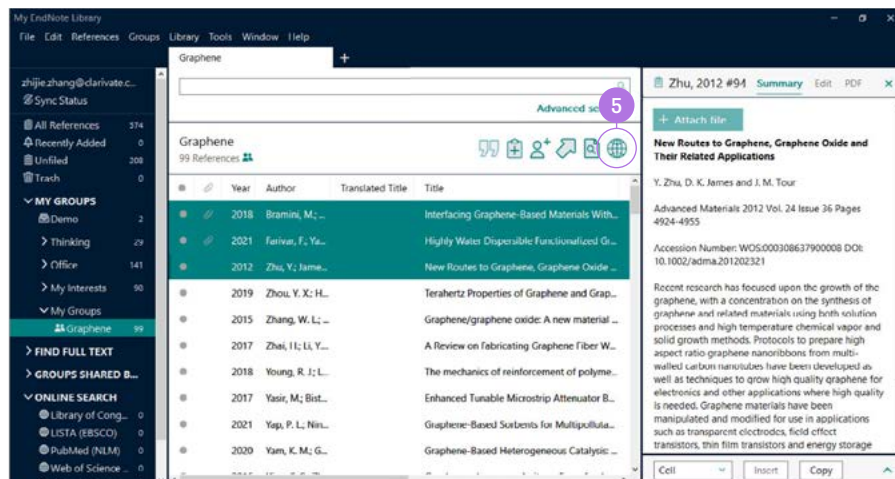 My EndNote Library
File Edit References Groups Library Tools Window Help
Graphene +
zhijie.zhang@clarivate.c...
Sync Status
All References 374
Recently Added 0
Unfiled 208
Trash 0
MY GROUPS
Demo 2
Thinking 29
Office 141
My Interests 90
My Groups
Graphene 99
FIND FULL TEXT
GROUPS SHARED B...
ONLINE SEARCH
Library of Cong... 0
LISTA (EBSCO) 0
PubMed (NLM) 0
Web of Science ... 0
Advanced se
5
Graphene
99 References
Year Author Translated Title Title
2018 Bramini, M.; ... Interfacing Graphene-Based Materials With...
2021 Farivar, F.; Ya... Highly Water Dispersible Functionalized Gr...
2012 Zhu, Y.; Jame... New Routes to Graphene, Graphene Oxide ...
2019 Zhou, Y. X.; H... Terahertz Properties of Graphene and Grap...
2015 Zhang, W. L.; ... Graphene/graphene oxide: A new material ...
2017 Zhai, H.; Li, Y.... A Review on Fabricating Graphene Fiber W...
2018 Young, R. J.; L... The mechanics of reinforcement of polyme...
2017 Yasir, M.; Bist... Enhanced Tunable Microstrip Attenuator B...
2021 Yap, P. L.; Nin... Graphene-Based Sorbents for Multipolluta...
2020 Yam, K. M.; G... Graphene-Based Heterogeneous Catalysis: ...
Zhu, 2012 #94 Summary Edit PDF
+ Attach file
New Routes to Graphene, Graphene Oxide and
Their Related Applications
Y. Zhu, D. K. James and J. M. Tour
Advanced Materials 2012 Vol. 24 Issue 36 Pages
4924-4955
Accession Number: WOS:000308637900008 DOI:
10.1002/adma.201202321
Recent research has focused upon the growth of the
graphene, with a concentration on the synthesis of
graphene and related materials using both solution
processes and high temperature chemical vapor and
solid growth methods. Protocols to prepare high
aspect ratio graphene nanoribbons from multi-
walled carbon nanotubes have been developed as
well as techniques to grow high quality graphene for
electronics and other applications where high quality
is needed. Graphene materials have been
manipulated and modified for use in applications
such as transparent electrodes, field effect
transistors, thin film transistors and energy storage
Cell Insert Copy